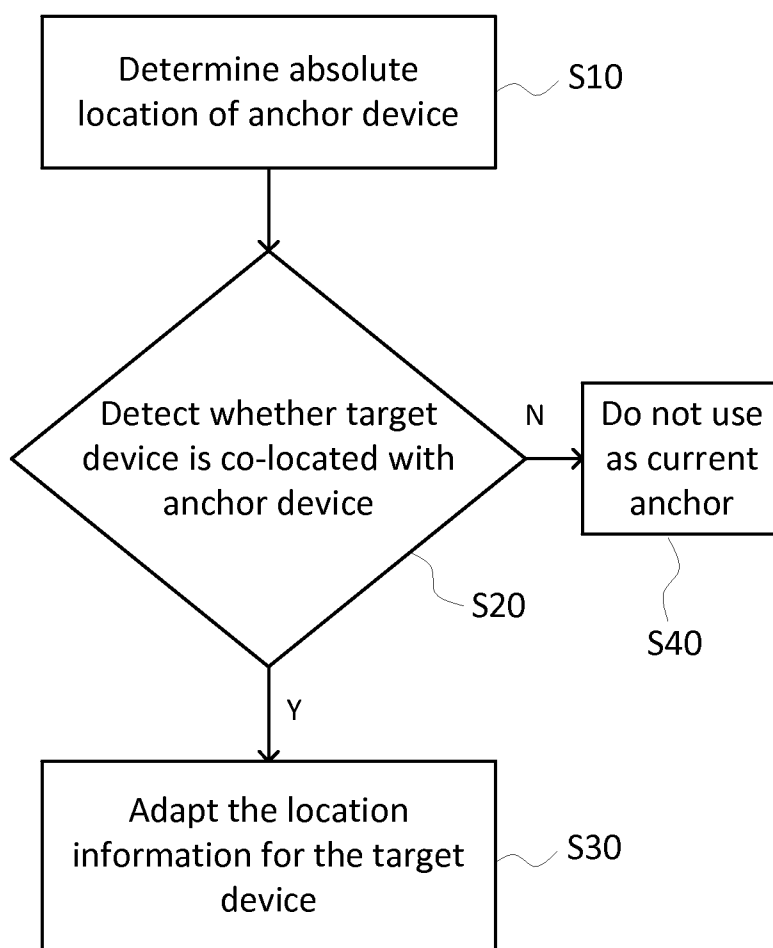 Determine absolute
location of anchor device
S10
Detect whether target
device is co-located with
anchor device
N
Do not use
as current
anchor
S20
S40
Y
Adapt the location
information for the target
device
S30